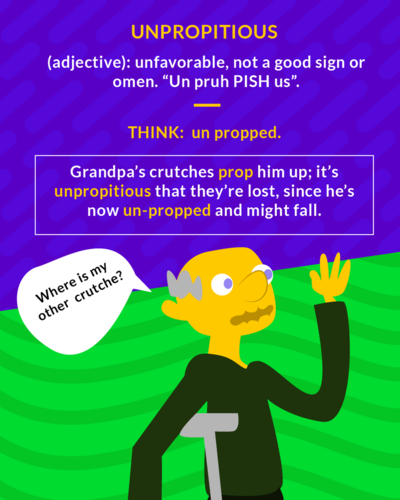 UNPROPITIOUS
(adjective): unfavorable, not a good sign or
omen. “Un pruh PISH us”.
THINK: un propped.
Grandpa’s crutches prop him up; it’s
unpropitious that they’re lost, since he’s
now un-propped and might fall.
Where is my
other crutche?